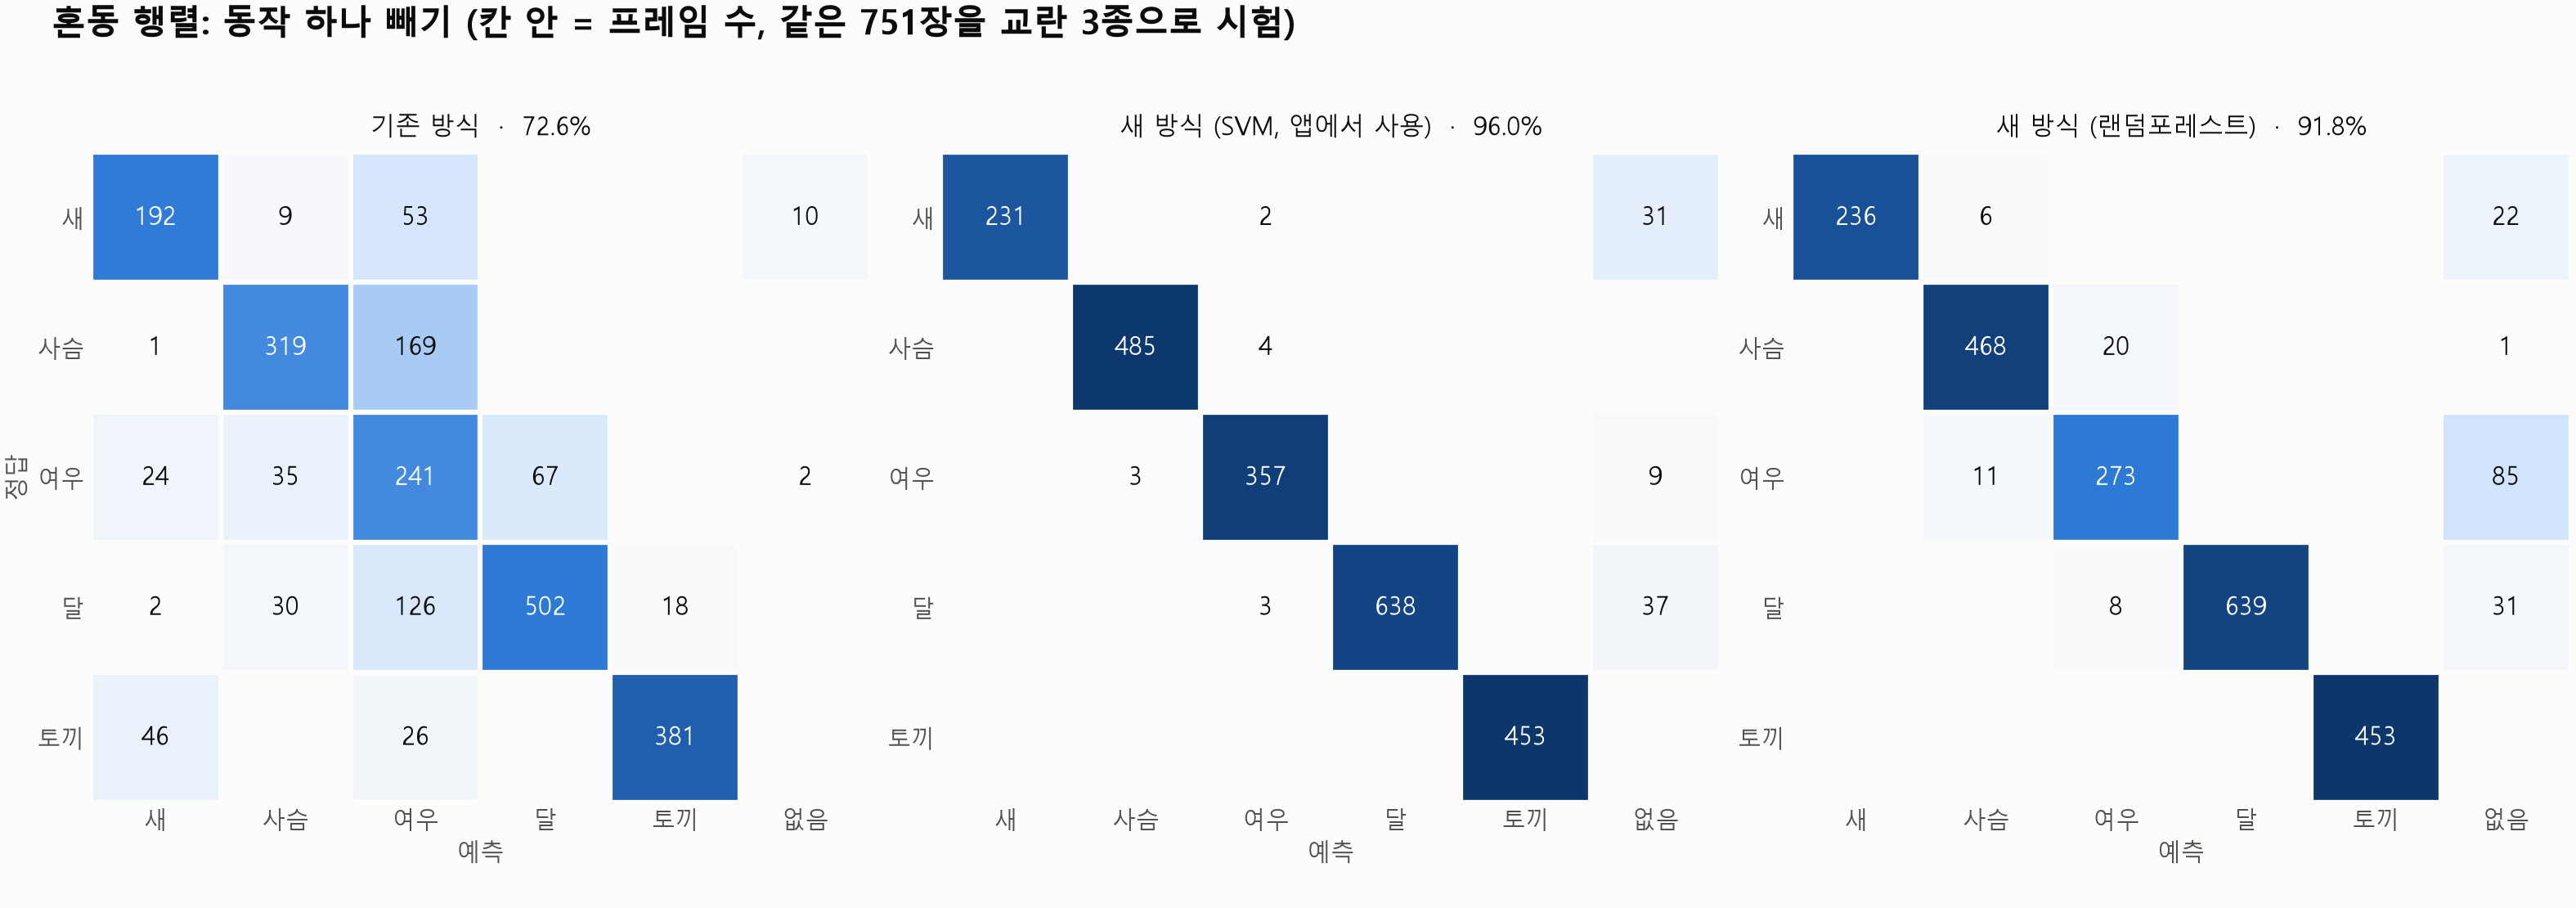 혼동 행렬: 동작 하나 빼기 (칸 안 = 프레임 수, 같은 751장을 교란 3종으로 시험)
기존 방식 · 72.6%
새 192 9 53 10
사슴 1 319 169
여우 24 35 241 67 2
달 2 30 126 502 18
토끼 46 26 381
새 사슴 여우 달 토끼 없음
예측
정답
새 방식 (SVM, 앱에서 사용) · 96.0%
새 231 2 31
사슴 485 4
여우 3 357 9
달 3 638 37
토끼 453
새 사슴 여우 달 토끼 없음
예측
새 방식 (랜덤포레스트) · 91.8%
새 236 6 22
사슴 468 20 1
여우 11 273 85
달 8 639 31
토끼 453
새 사슴 여우 달 토끼 없음
예측